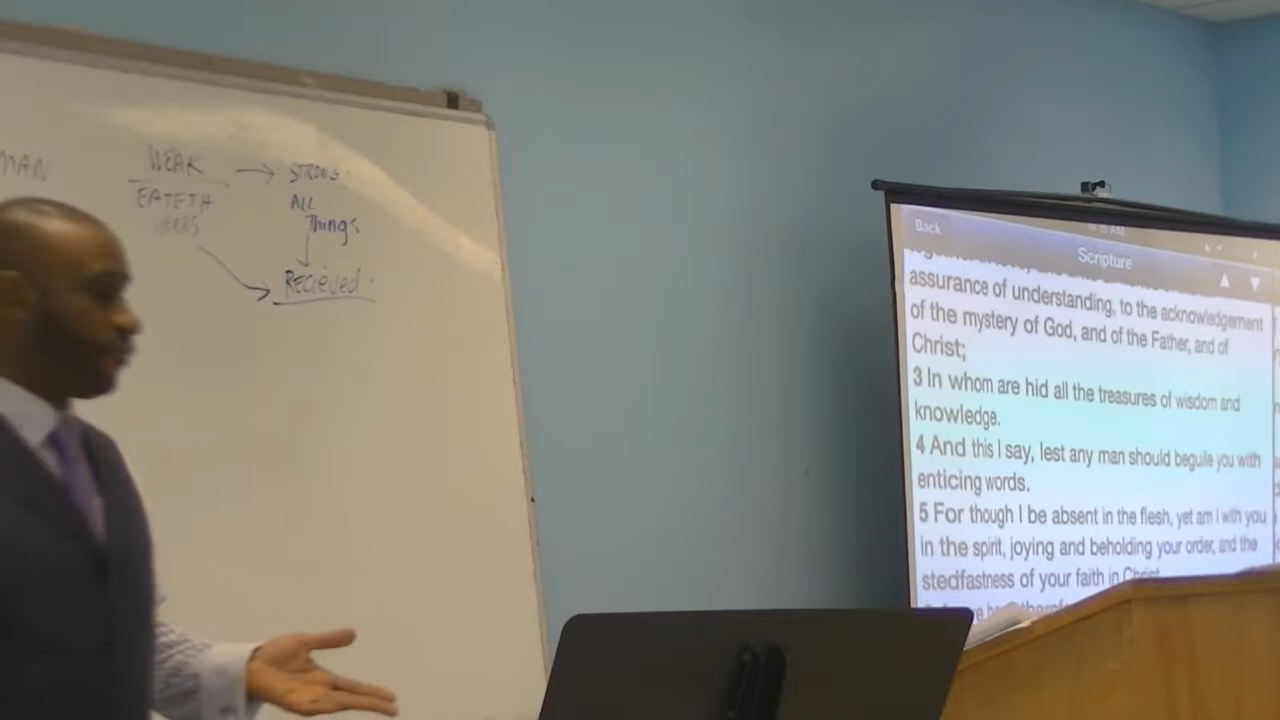 MAN
WEAK → STRONG
EATETH
HERBS
ALL
Things
RECIEVED
Back
Scripture
assurance of understanding, to the acknowledgement
of the mystery of God, and of the Father, and of
Christ;
3 In whom are hid all the treasures of wisdom and
knowledge.
4 And this I say, lest any man should beguile you with
enticing words.
5 For though I be absent in the flesh, yet am I with you
in the spirit, joying and beholding your order, and the
stedfastness of your faith in Christ